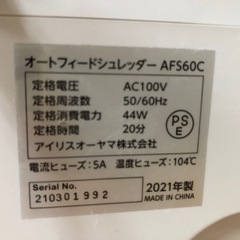 オートフィードシュレッダー AFS60C
定格電圧 AC100V
定格周波数 50/60Hz
定格消費電力 44W
定格時間 20分
アイリスオーヤマ株式会社
PSE
電流ヒューズ:5A 温度ヒューズ:104℃
Serial No. 210301992
2021年製
MADE IN CHINA